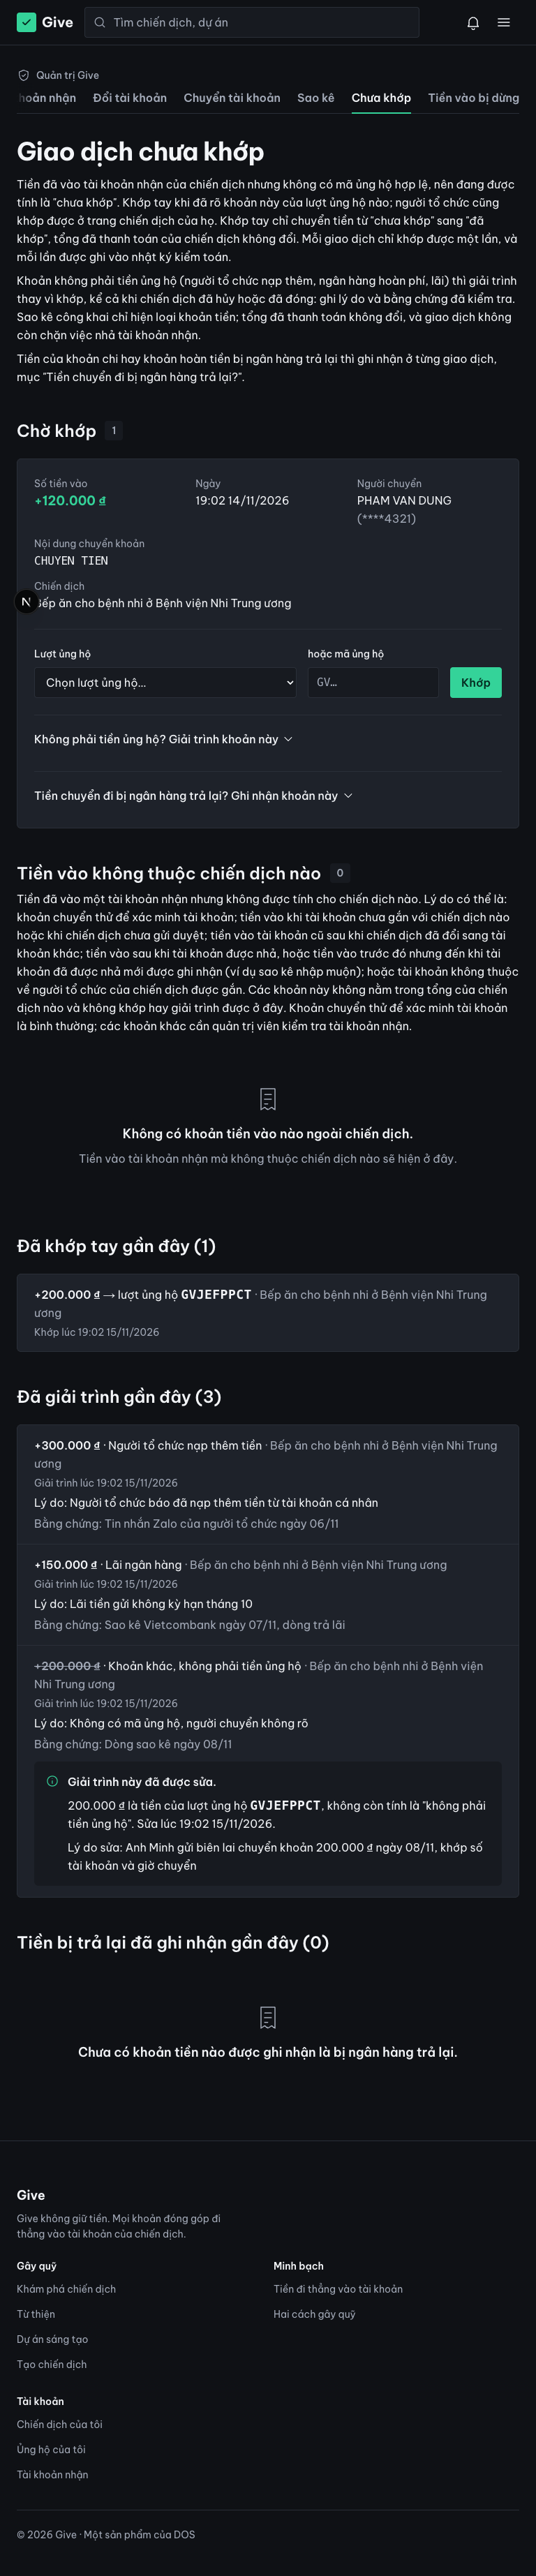 Give
Tìm chiến dịch, dự án
Quản trị Give
hoản nhận
Đổi tài khoản
Chuyển tài khoản
Sao kê
Chưa khớp
Tiền vào bị dừng
Giao dịch chưa khớp
Tiền đã vào tài khoản nhận của chiến dịch nhưng không có mã ủng hộ hợp lệ, nên đang được
tính là "chưa khớp". Khớp tay khi đã rõ khoản này của lượt ủng hộ nào; người tổ chức cũng
khớp được ở trang chiến dịch của họ. Khớp tay chỉ chuyển tiền từ "chưa khớp" sang "đã
khớp", tổng đã thanh toán của chiến dịch không đổi. Mỗi giao dịch chỉ khớp được một lần, và
mỗi lần được ghi vào nhật ký kiểm toán.
Khoản không phải tiền ủng hộ (người tổ chức nạp thêm, ngân hàng hoàn phí, lãi) thì giải trình
thay vì khớp, kể cả khi chiến dịch đã hủy hoặc đã đóng: ghi lý do và bằng chứng đã kiểm tra.
Sao kê công khai chỉ hiện loại khoản tiền; tổng đã thanh toán không đổi, và giao dịch không
còn chặn việc nhả tài khoản nhận.
Tiền của khoản chi hay khoản hoàn tiền bị ngân hàng trả lại thì ghi nhận ở từng giao dịch,
mục "Tiền chuyển đi bị ngân hàng trả lại?".
Chờ khớp 1
Số tiền vào
+120.000 ₫
Ngày
19:02 14/11/2026
Người chuyển
PHAM VAN DUNG
(****4321)
Nội dung chuyển khoản
CHUYEN TIEN
Chiến dịch
Bếp ăn cho bệnh nhi ở Bệnh viện Nhi Trung ương
N
Lượt ủng hộ
Chọn lượt ủng hộ…
hoặc mã ủng hộ
GV…
Khớp
Không phải tiền ủng hộ? Giải trình khoản này
Tiền chuyển đi bị ngân hàng trả lại? Ghi nhận khoản này
Tiền vào không thuộc chiến dịch nào 0
Tiền đã vào một tài khoản nhận nhưng không được tính cho chiến dịch nào. Lý do có thể là:
khoản chuyển thử để xác minh tài khoản; tiền vào khi tài khoản chưa gắn với chiến dịch nào
hoặc khi chiến dịch chưa gửi duyệt; tiền vào tài khoản cũ sau khi chiến dịch đã đổi sang tài
khoản khác; tiền vào sau khi tài khoản được nhả, hoặc tiền vào trước đó nhưng đến khi tài
khoản đã được nhả mới được ghi nhận (ví dụ sao kê nhập muộn); hoặc tài khoản không thuộc
về người tổ chức của chiến dịch được gắn. Các khoản này không nằm trong tổng của chiến
dịch nào và không khớp hay giải trình được ở đây. Khoản chuyển thử để xác minh tài khoản
là bình thường; các khoản khác cần quản trị viên kiểm tra tài khoản nhận.
Không có khoản tiền vào nào ngoài chiến dịch.
Tiền vào tài khoản nhận mà không thuộc chiến dịch nào sẽ hiện ở đây.
Đã khớp tay gần đây (1)
+200.000 ₫ → lượt ủng hộ GVJEFPPCT · Bếp ăn cho bệnh nhi ở Bệnh viện Nhi Trung
ương
Khớp lúc 19:02 15/11/2026
Đã giải trình gần đây (3)
+300.000 ₫ · Người tổ chức nạp thêm tiền · Bếp ăn cho bệnh nhi ở Bệnh viện Nhi Trung
ương
Giải trình lúc 19:02 15/11/2026
Lý do: Người tổ chức báo đã nạp thêm tiền từ tài khoản cá nhân
Bằng chứng: Tin nhắn Zalo của người tổ chức ngày 06/11
+150.000 ₫ · Lãi ngân hàng · Bếp ăn cho bệnh nhi ở Bệnh viện Nhi Trung ương
Giải trình lúc 19:02 15/11/2026
Lý do: Lãi tiền gửi không kỳ hạn tháng 10
Bằng chứng: Sao kê Vietcombank ngày 07/11, dòng trả lãi
+200.000 ₫ · Khoản khác, không phải tiền ủng hộ · Bếp ăn cho bệnh nhi ở Bệnh viện
Nhi Trung ương
Giải trình lúc 19:02 15/11/2026
Lý do: Không có mã ủng hộ, người chuyển không rõ
Bằng chứng: Dòng sao kê ngày 08/11
Giải trình này đã được sửa.
200.000 ₫ là tiền của lượt ủng hộ GVJEFPPCT, không còn tính là "không phải
tiền ủng hộ". Sửa lúc 19:02 15/11/2026.
Lý do sửa: Anh Minh gửi biên lai chuyển khoản 200.000 ₫ ngày 08/11, khớp số
tài khoản và giờ chuyển
Tiền bị trả lại đã ghi nhận gần đây (0)
Chưa có khoản tiền nào được ghi nhận là bị ngân hàng trả lại.
Give
Give không giữ tiền. Mọi khoản đóng góp đi
thẳng vào tài khoản của chiến dịch.
Gây quỹ
Khám phá chiến dịch
Từ thiện
Dự án sáng tạo
Tạo chiến dịch
Minh bạch
Tiền đi thẳng vào tài khoản
Hai cách gây quỹ
Tài khoản
Chiến dịch của tôi
Ủng hộ của tôi
Tài khoản nhận
© 2026 Give · Một sản phẩm của DOS